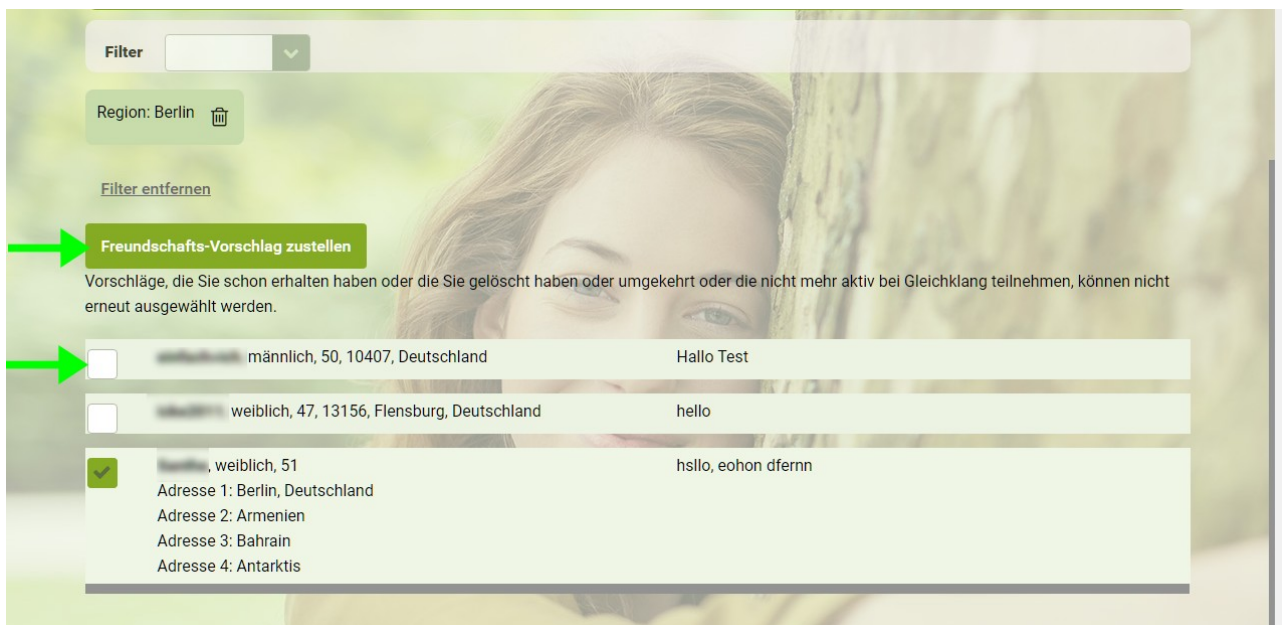 Filter
Region: Berlin
Filter entfernen
Freundschafts-Vorschlag zustellen
Vorschläge, die Sie schon erhalten haben oder die Sie gelöscht haben oder umgekehrt oder die nicht mehr aktiv bei Gleichklang teilnehmen, können nicht
erneut ausgewählt werden.
männlich, 50, 10407, Deutschland Hallo Test
weiblich, 47, 13156, Flensburg, Deutschland hello
, weiblich, 51 hsllo, eohon dfernn
Adresse 1: Berlin, Deutschland
Adresse 2: Armenien
Adresse 3: Bahrain
Adresse 4: Antarktis